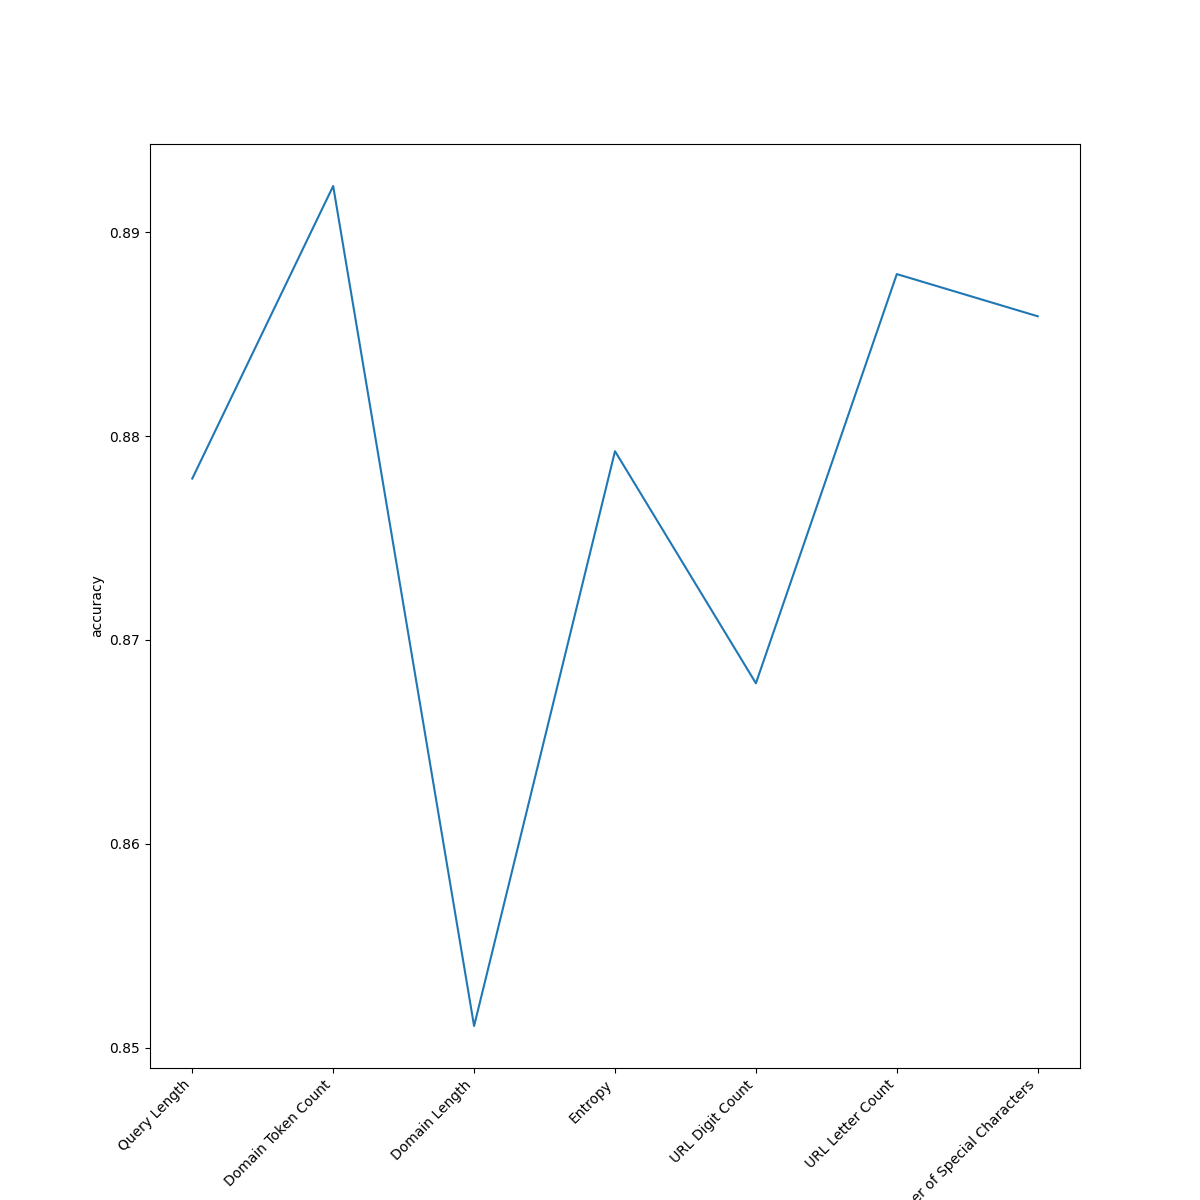 0.89
0.88
0.87
0.86
0.85
accuracy
Query Length
Domain Token Count
Domain Length
Entropy
URL Digit Count
URL Letter Count
er of Special Characters